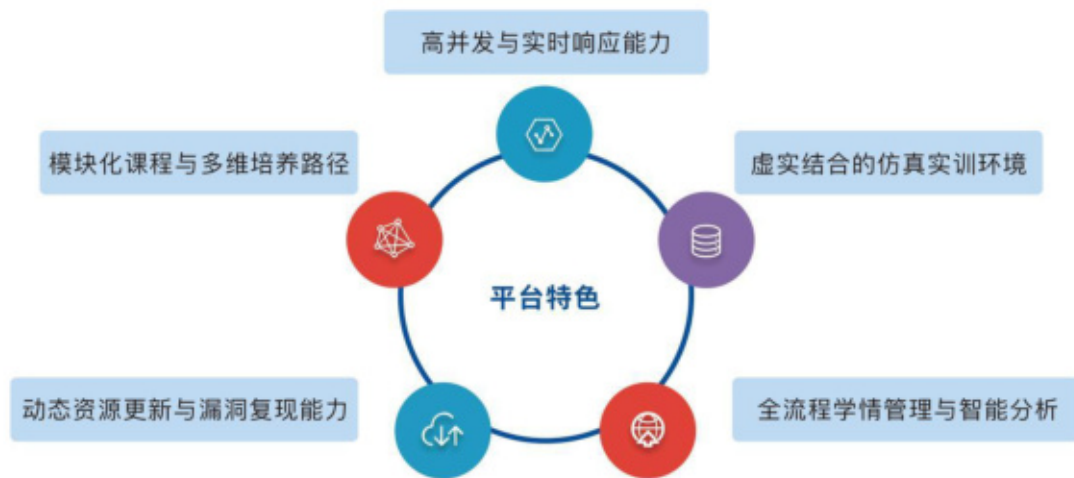 高并发与实时响应能力
模块化课程与多维培养路径
虚实结合的仿真实训环境
平台特色
动态资源更新与漏洞复现能力
全流程学情管理与智能分析